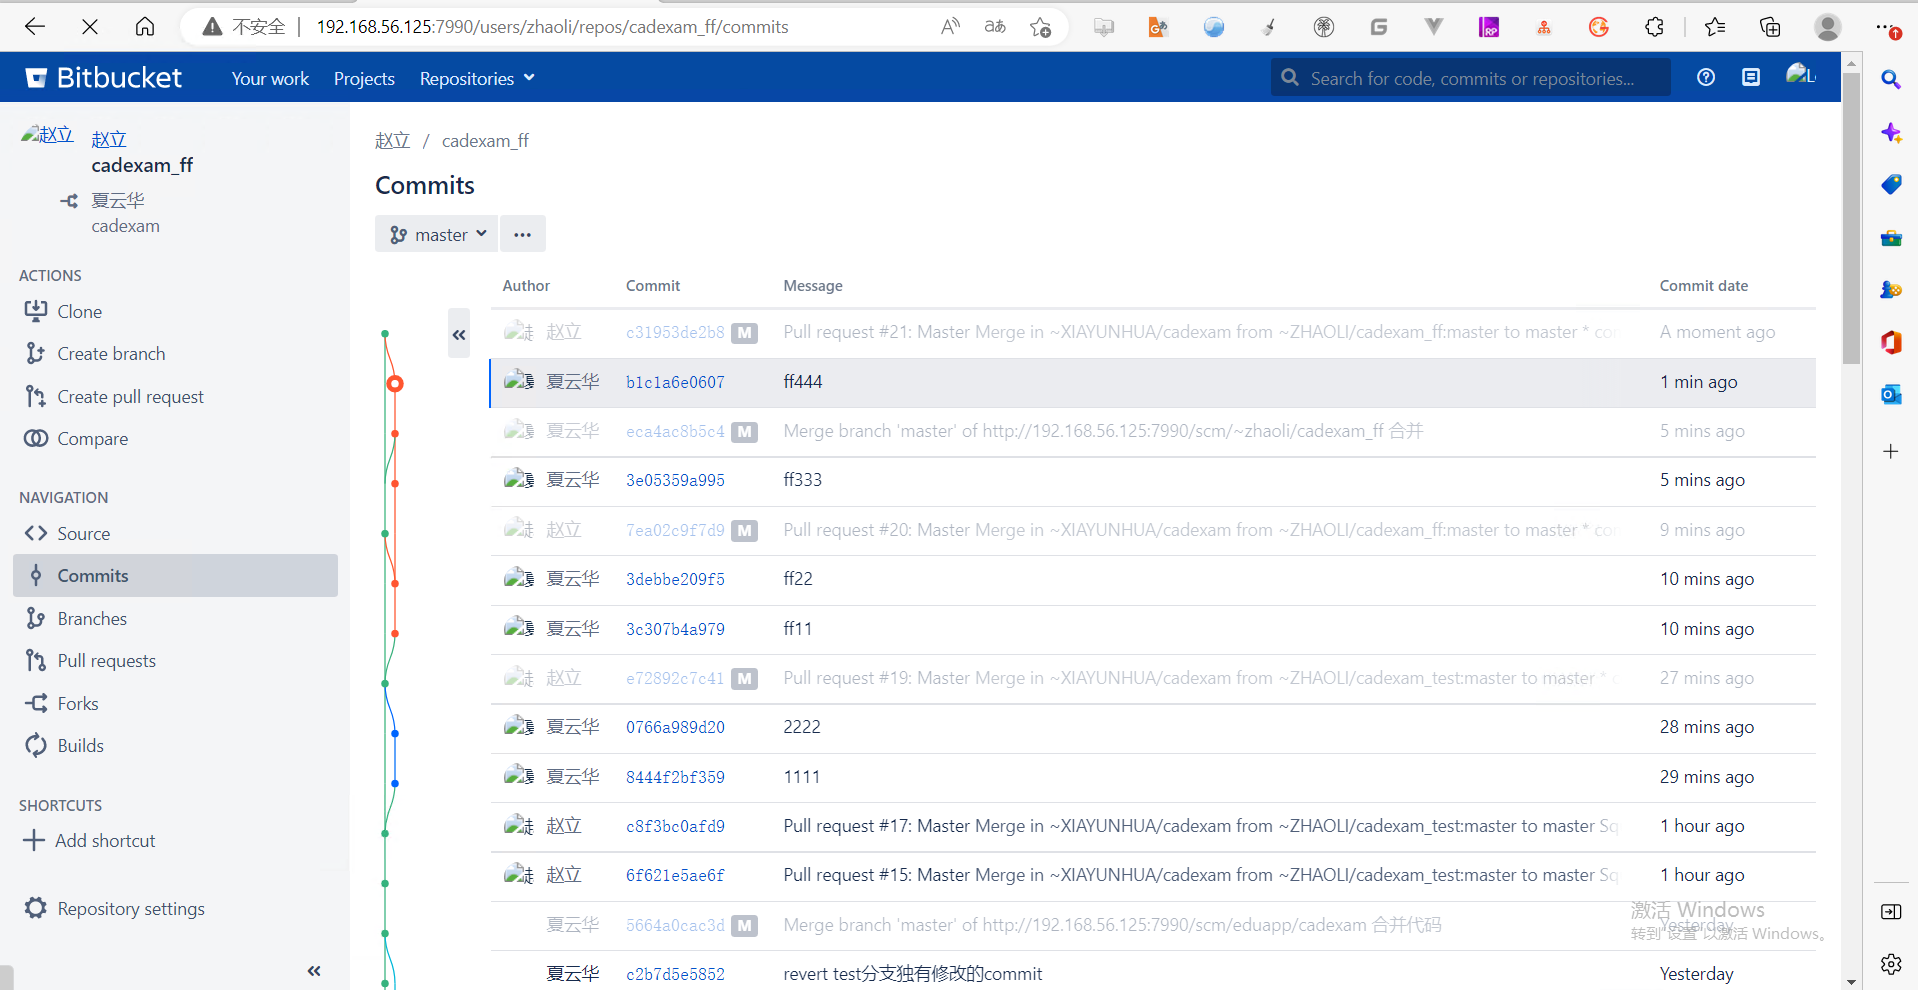 不安全 | 192.168.56.125:7990/users/zhaoli/repos/cadexam_ff/commits
Bitbucket Your work Projects Repositories Search for code, commits or repositories...
赵立 赵立
cadexam_ff
夏云华
cadexam
ACTIONS
Clone
Create branch
Create pull request
Compare
NAVIGATION
Source
Commits
Branches
Pull requests
Forks
Builds
SHORTCUTS
Add shortcut
Repository settings
赵立 / cadexam_ff
Commits
master
Author Commit Message Commit date
赵立 c31953de2b8 M Pull request #21: Master Merge in ~XIAYUNHUA/cadexam from ~ZHAOLI/cadexam_ff:master to master * con A moment ago
夏云华 b1c1a6e0607 ff444 1 min ago
夏云华 eca4ac8b5c4 M Merge branch 'master' of http://192.168.56.125:7990/scm/~zhaoli/cadexam_ff 合并 5 mins ago
夏云华 3e05359a995 ff333 5 mins ago
赵立 7ea02c9f7d9 M Pull request #20: Master Merge in ~XIAYUNHUA/cadexam from ~ZHAOLI/cadexam_ff:master to master * con 9 mins ago
夏云华 3debbe209f5 ff22 10 mins ago
夏云华 3c307b4a979 ff11 10 mins ago
赵立 e72892c7c41 M Pull request #19: Master Merge in ~XIAYUNHUA/cadexam from ~ZHAOLI/cadexam_test:master to master * c 27 mins ago
夏云华 0766a989d20 2222 28 mins ago
夏云华 8444f2bf359 1111 29 mins ago
赵立 c8f3bc0afd9 Pull request #17: Master Merge in ~XIAYUNHUA/cadexam from ~ZHAOLI/cadexam_test:master to master Sq 1 hour ago
赵立 6f621e5ae6f Pull request #15: Master Merge in ~XIAYUNHUA/cadexam from ~ZHAOLI/cadexam_test:master to master Sq 1 hour ago
夏云华 5664a0cac3d M Merge branch 'master' of http://192.168.56.125:7990/scm/eduapp/cadexam 合并代码 Yesterday
夏云华 c2b7d5e5852 revert test分支独有修改的commit Yesterday
激活 Windows
转到"设置"以激活 Windows。